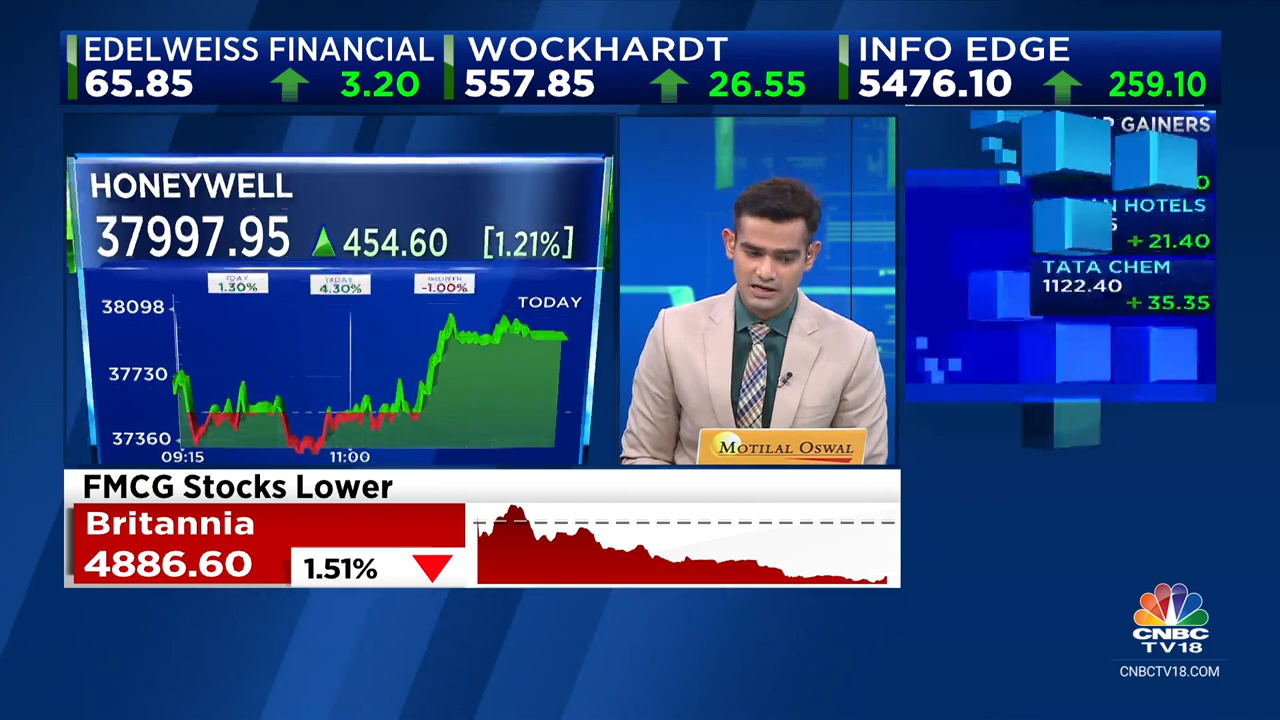 EDELWEISS FINANCIAL
65.85 3.20
WOCKHARDT
557.85 26.55
INFO EDGE
5476.10 259.10
HONEYWELL
37997.95 454.60 [1.21%]
1.30%
4.30%
-1.00%
TODAY
38098
37730
37360
09:15 11:00
MOTILAL OSWAL
GAINERS
HOTELS
+21.40
TATA CHEM
1122.40
+35.35
FMCG Stocks Lower
Britannia
4886.60
1.51%
CNBC
TV18
CNBCTV18.COM